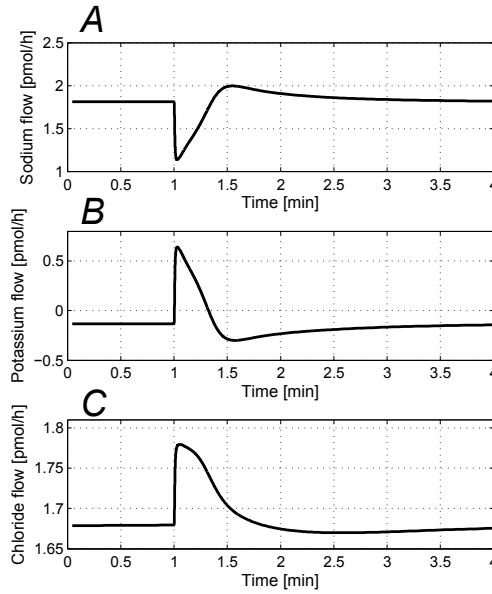 A
Sodium flow [pmol/h]
2.5
2
1.5
1
0 0.5 1 1.5 2 2.5 3 3.5 4
Time [min]
B
Potassium flow [pmol/h]
0.5
0
−0.5
0 0.5 1 1.5 2 2.5 3 3.5 4
Time [min]
C
Chloride flow [pmol/h]
1.8
1.75
1.7
1.65
0 0.5 1 1.5 2 2.5 3 3.5 4
Time [min]